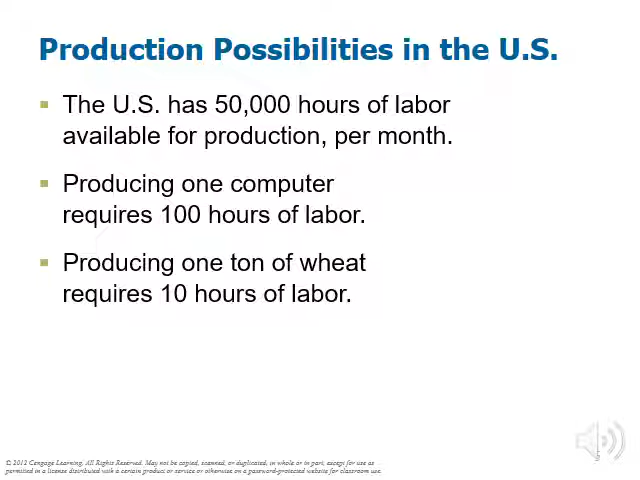 Production Possibilities in the U.S.
The U.S. has 50,000 hours of labor
available for production, per month.
Producing one computer
requires 100 hours of labor.
Producing one ton of wheat
requires 10 hours of labor.
© 2012 Cengage Learning. All Rights Reserved. May not be copied, scanned, or duplicated, in whole or in part, except for use as
permitted in a license distributed with a certain product or service or otherwise on a password-protected website for classroom use.